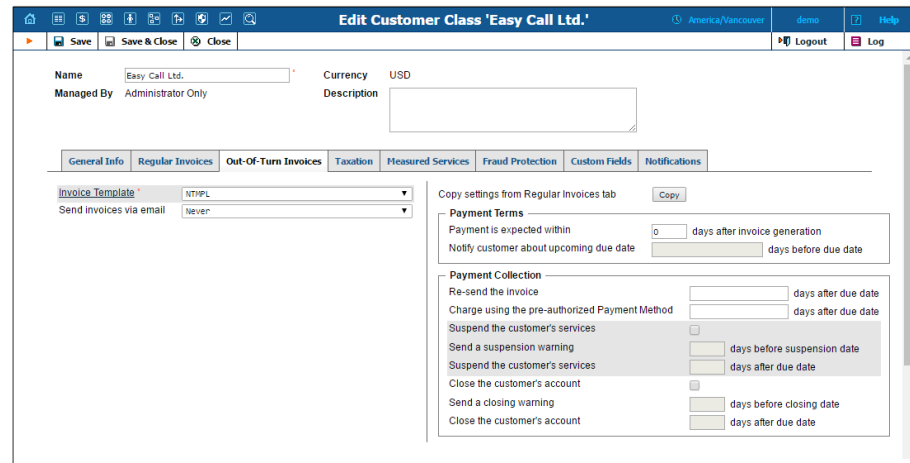 Edit Customer Class 'Easy Call Ltd.' America/Vancouver demo ? Help
Save Save & Close Close Logout Log
Name Easy Call Ltd. * Currency USD
Managed By Administrator Only Description
General Info Regular Invoices Out-Of-Turn Invoices Taxation Measured Services Fraud Protection Custom Fields Notifications
Invoice Template * NTMPL
Send invoices via email Never
Copy settings from Regular Invoices tab Copy
Payment Terms
Payment is expected within 0 days after invoice generation
Notify customer about upcoming due date days before due date
Payment Collection
Re-send the invoice days after due date
Charge using the pre-authorized Payment Method days after due date
Suspend the customer's services
Send a suspension warning days before suspension date
Suspend the customer's services days after due date
Close the customer's account
Send a closing warning days before closing date
Close the customer's account days after due date